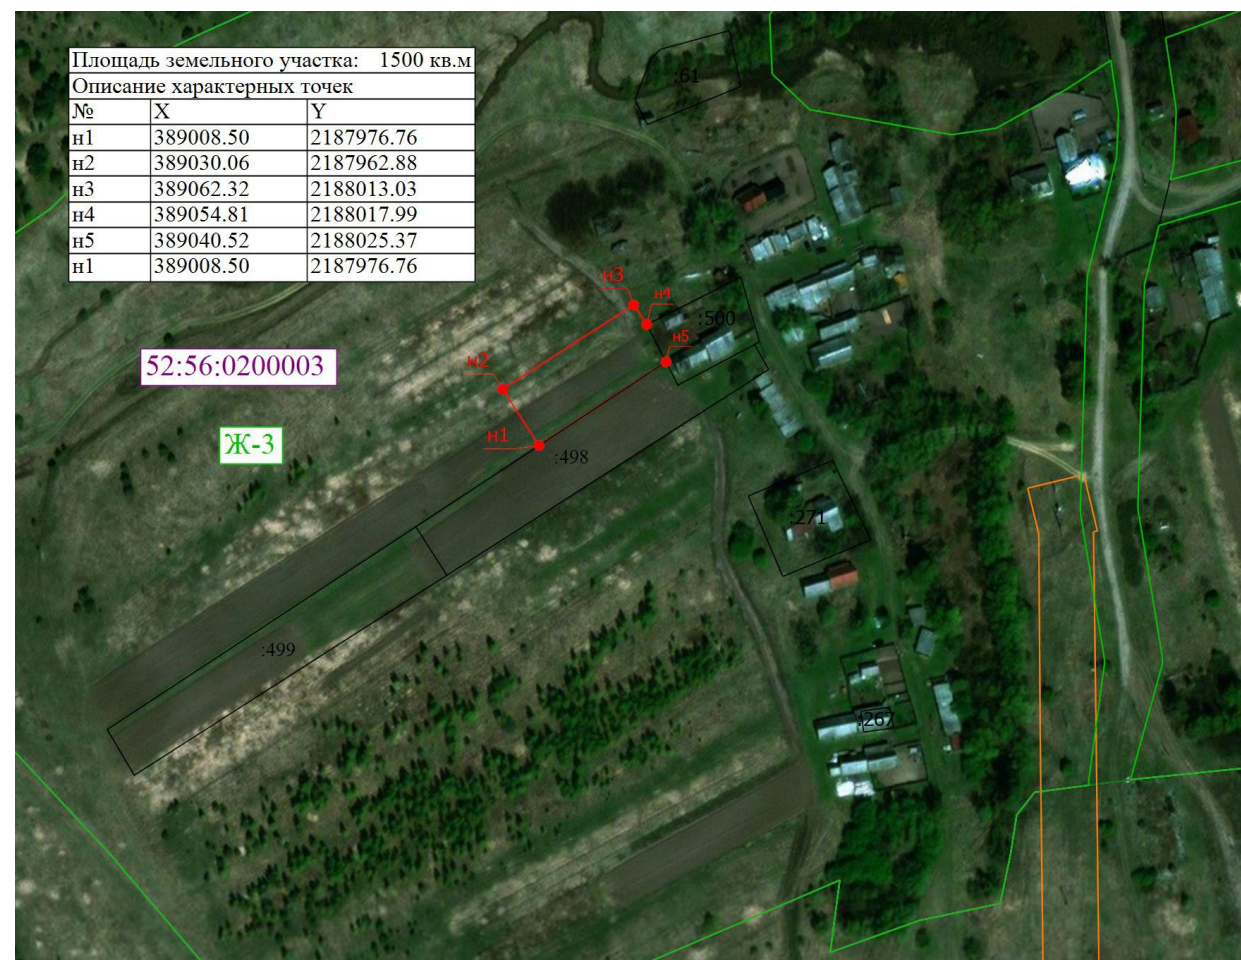 Площадь земельного участка: 1500 кв.м
Описание характерных точек
№ X Y
н1 389008.50 2187976.76
н2 389030.06 2187962.88
н3 389062.32 2188013.03
н4 389054.81 2188017.99
н5 389040.52 2188025.37
н1 389008.50 2187976.76
:61
н3
н4
:500
н5
52:56:0200003
н2
н1
Ж-3
:498
:271
:499
:267